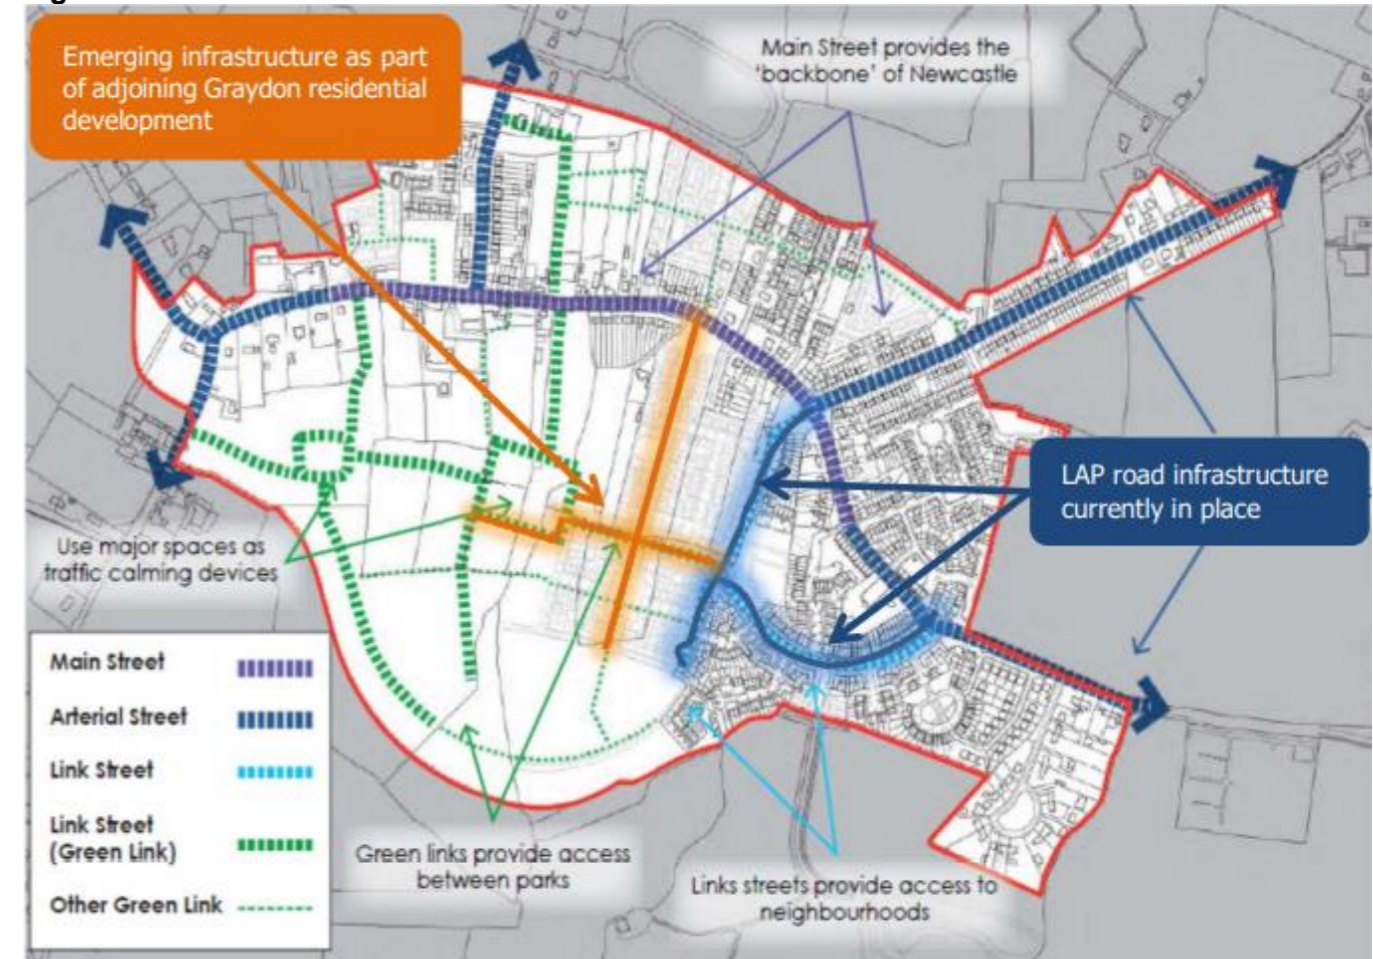 Emerging infrastructure as part
of adjoining Graydon residential
development
Main Street provides the
'backbone' of Newcastle
LAP road infrastructure
currently in place
Use major spaces as
traffic calming devices
Main Street
Arterial Street
Link Street
Link Street
(Green Link)
Other Green Link
Green links provide access
between parks
Links streets provide access to
neighbourhoods